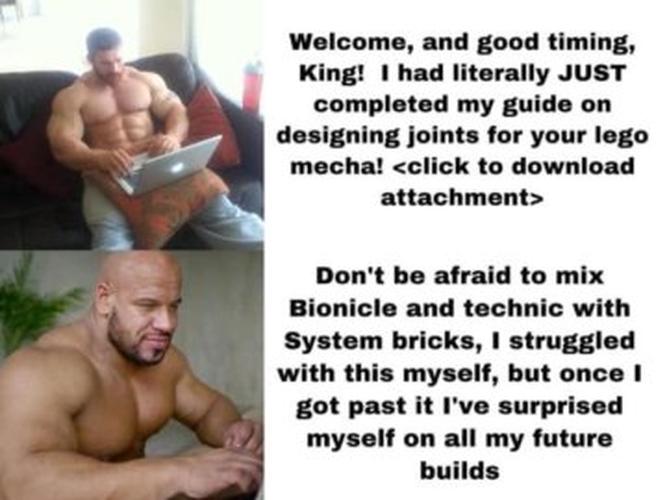 Welcome, and good timing,
King! I had literally JUST
completed my guide on
designing joints for your lego
mecha! <click to download
attachment>
Don't be afraid to mix
Bionicle and technic with
System bricks, I struggled
with this myself, but once I
got past it I've surprised
myself on all my future
builds